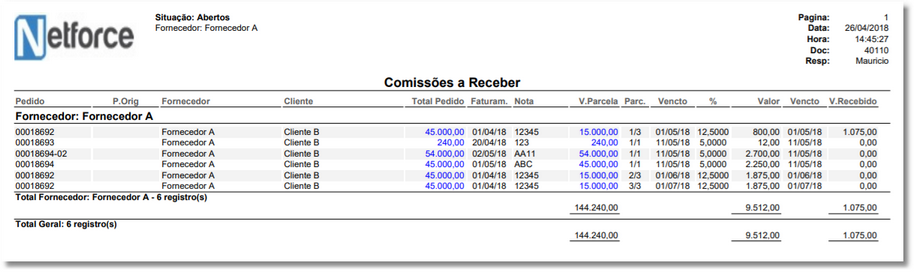 Netforce
Situação: Abertos
Fornecedor: Fornecedor A
Pagina: 1
Data: 26/04/2018
Hora: 14:45:27
Doc: 40110
Resp: Mauricio
Comissões a Receber
Pedido P.Orig Fornecedor Cliente Total Pedido Faturam. Nota V.Parcela Parc. Vencto % Valor Vencto V.Recebido
Fornecedor: Fornecedor A
00018692 Fornecedor A Cliente B 45.000,00 01/04/18 12345 15.000,00 1/3 01/05/18 12,5000 800,00 01/05/18 1.075,00
00018693 Fornecedor A Cliente B 240,00 20/04/18 123 240,00 1/1 11/05/18 5,0000 12,00 11/05/18 0,00
00018694-02 Fornecedor A Cliente B 54.000,00 02/05/18 AA11 54.000,00 1/1 11/05/18 5,0000 2.700,00 11/05/18 0,00
00018694 Fornecedor A Cliente B 45.000,00 01/05/18 ABC 45.000,00 1/1 11/05/18 5,0000 2.250,00 11/05/18 0,00
00018692 Fornecedor A Cliente B 45.000,00 01/04/18 12345 15.000,00 2/3 01/06/18 12,5000 1.875,00 01/06/18 0,00
00018692 Fornecedor A Cliente B 45.000,00 01/04/18 12345 15.000,00 3/3 01/07/18 12,5000 1.875,00 01/07/18 0,00
Total Fornecedor: Fornecedor A - 6 registro(s)
144.240,00 9.512,00 1.075,00
Total Geral: 6 registro(s)
144.240,00 9.512,00 1.075,00